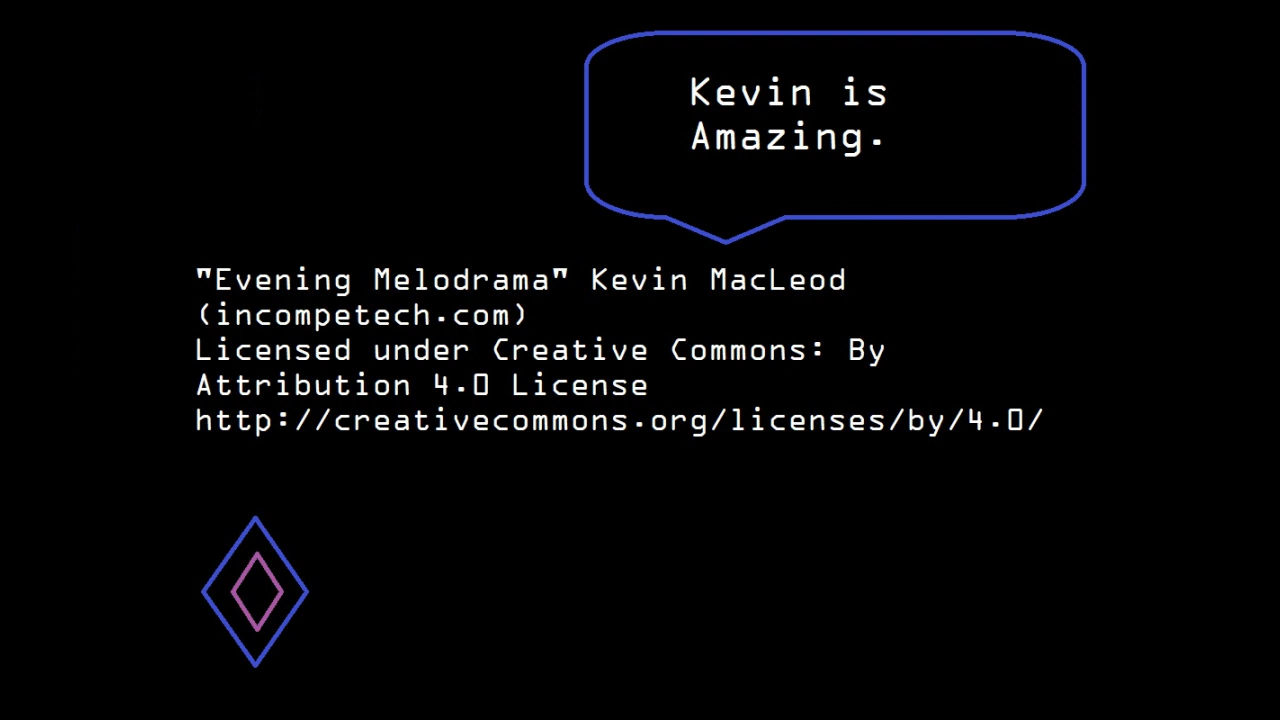 Kevin is
Amazing.
"Evening Melodrama" Kevin MacLeod
(incompetech.com)
Licensed under Creative Commons: By
Attribution 4.0 License
http://creativecommons.org/licenses/by/4.0/